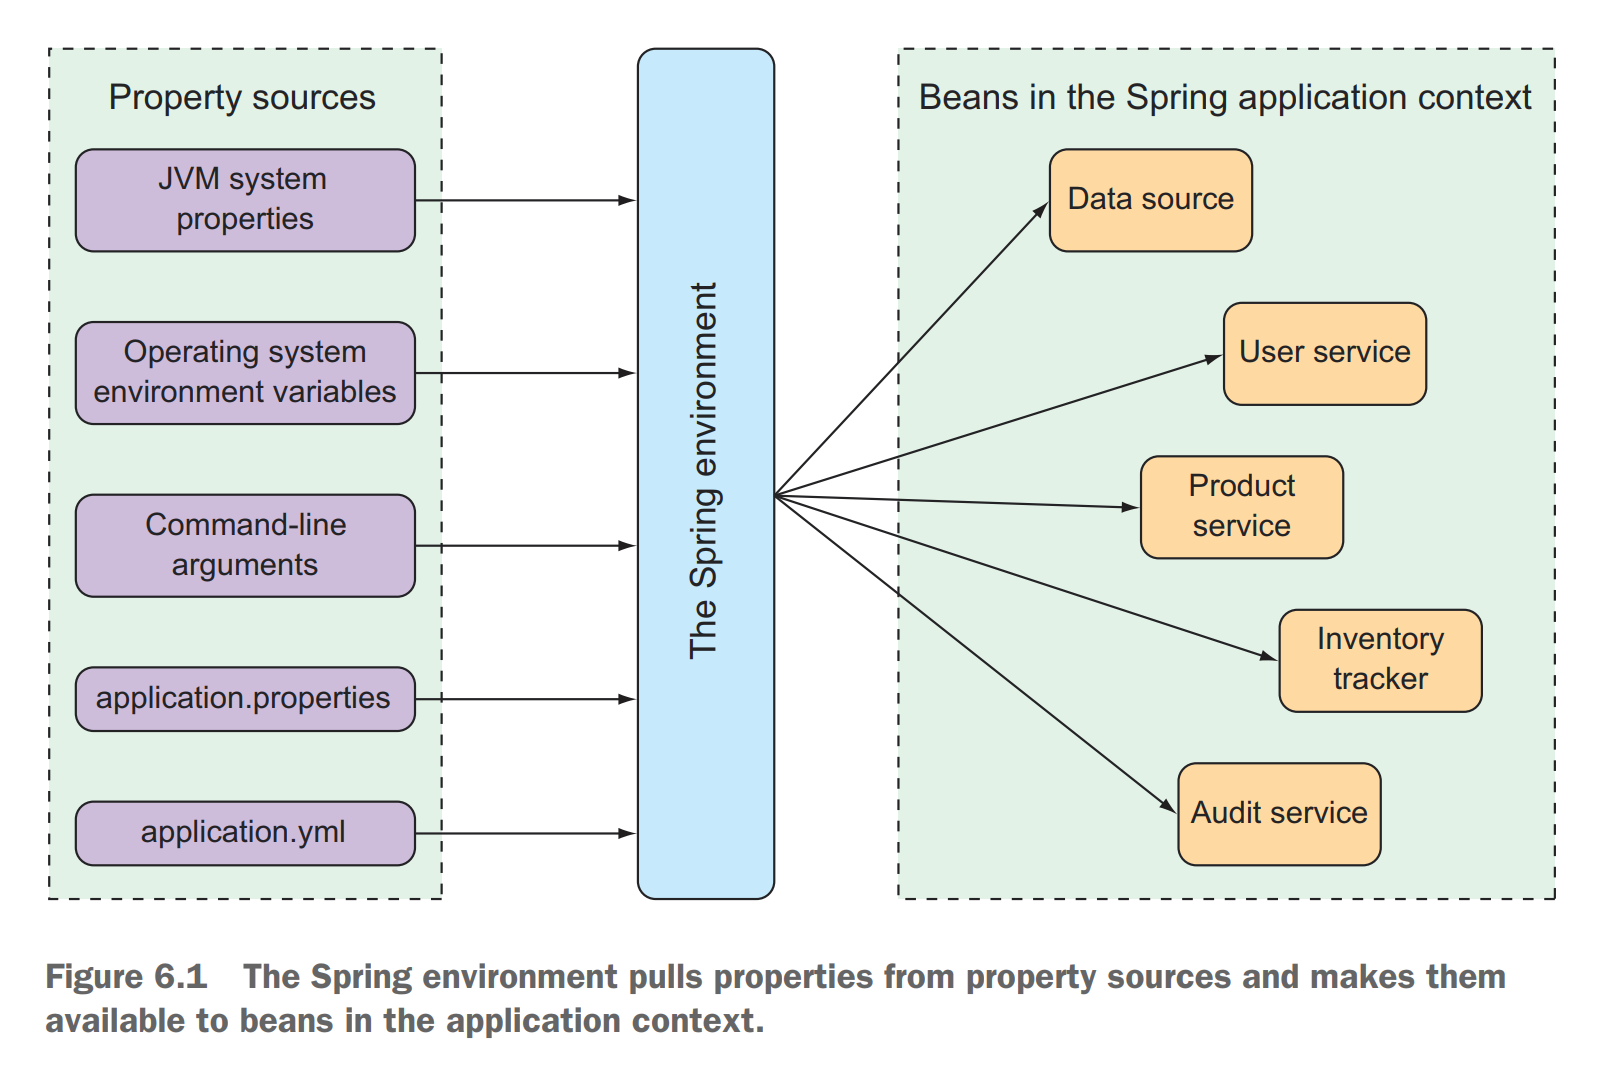 Property sources
JVM system
properties
Operating system
environment variables
Command-line
arguments
application.properties
application.yml
The Spring environment
Beans in the Spring application context
Data source
User service
Product
service
Inventory
tracker
Audit service
Figure 6.1 The Spring environment pulls properties from property sources and makes them
available to beans in the application context.